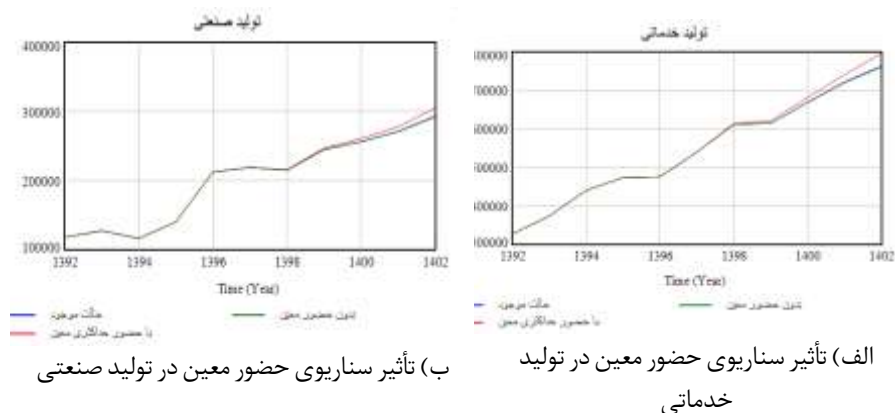 تولید خدماتی
700000
600000
1392 1394 1396 1398 1400 1402
Time (Year)
حالت موجود
بدون حضور معین
با حضور حداکثری معین
الف) تأثیر سناریوی حضور معین در تولید
خدماتی
تولید صنعتی
400000
300000
200000
100000
1392 1394 1396 1398 1400 1402
Time (Year)
حالت موجود
بدون حضور معین
با حضور حداکثری معین
ب) تأثیر سناریوی حضور معین در تولید صنعتی